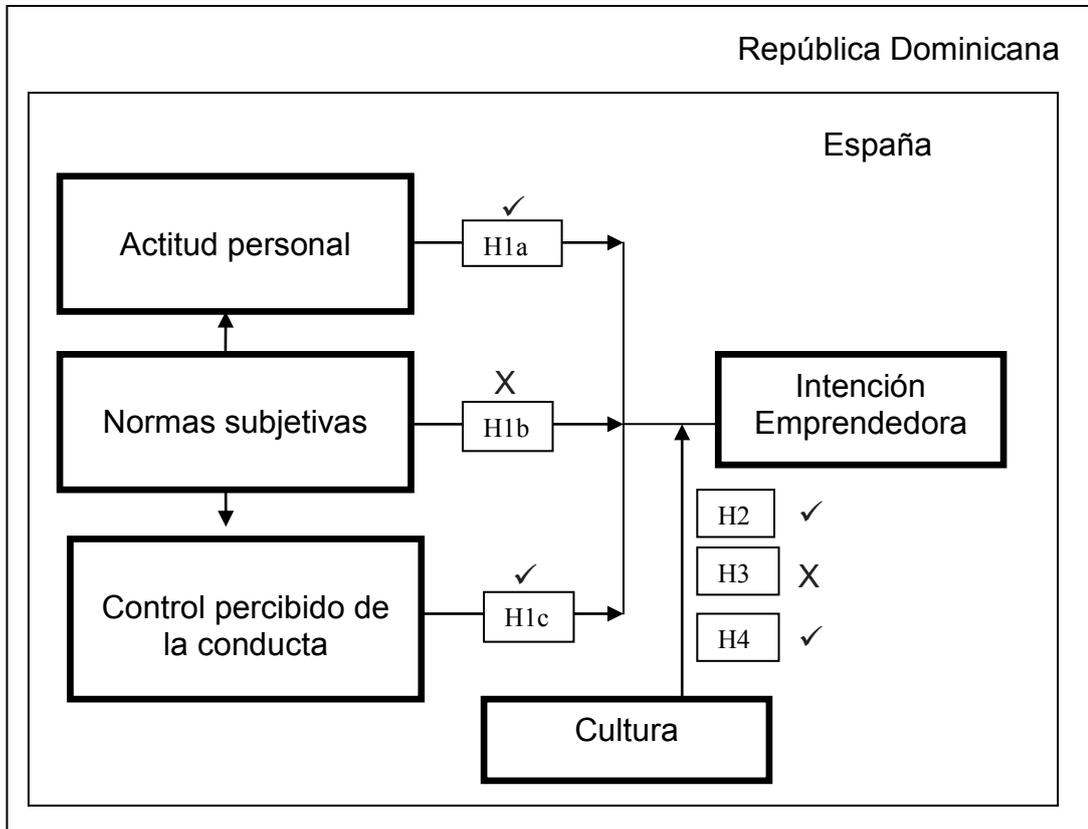 República Dominicana
España
✓
Actitud personal
H1a
X
Normas subjetivas
H1b
Intención
Emprendedora
H2 ✓
H3 X
✓
Control percibido de
la conducta
H1c
H4 ✓
Cultura